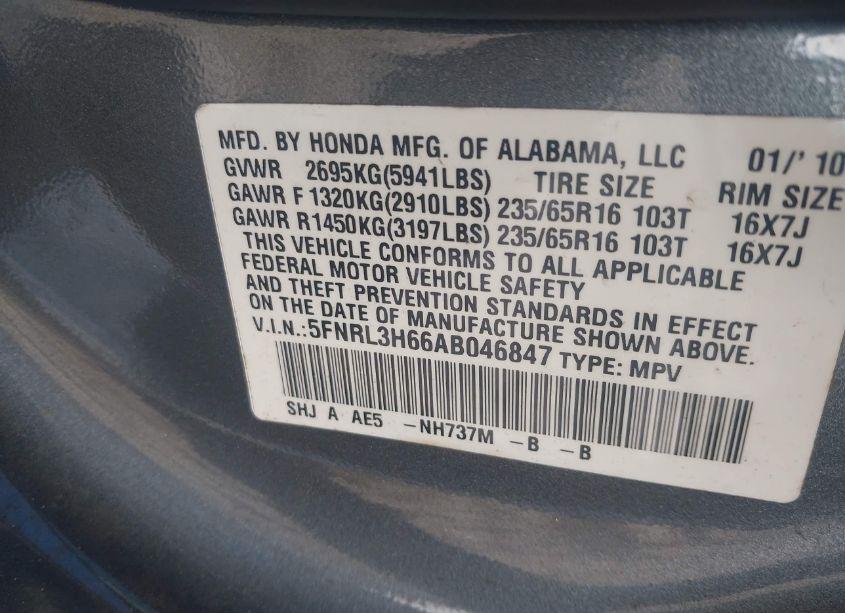 MFD. BY HONDA MFG. OF ALABAMA, LLC 01/' 10
GVWR 2695KG(5941LBS) TIRE SIZE RIM SIZE
GAWR F 1320KG(2910LBS) 235/65R16 103T 16X7J
GAWR R1450KG(3197LBS) 235/65R16 103T 16X7J
THIS VEHICLE CONFORMS TO ALL APPLICABLE
FEDERAL MOTOR VEHICLE SAFETY
AND THEFT PREVENTION STANDARDS IN EFFECT
ON THE DATE OF MANUFACTURE SHOWN ABOVE.
V.I.N.:5FNRL3H66AB046847 TYPE: MPV
SHJ A AE5 -NH737M -B -B